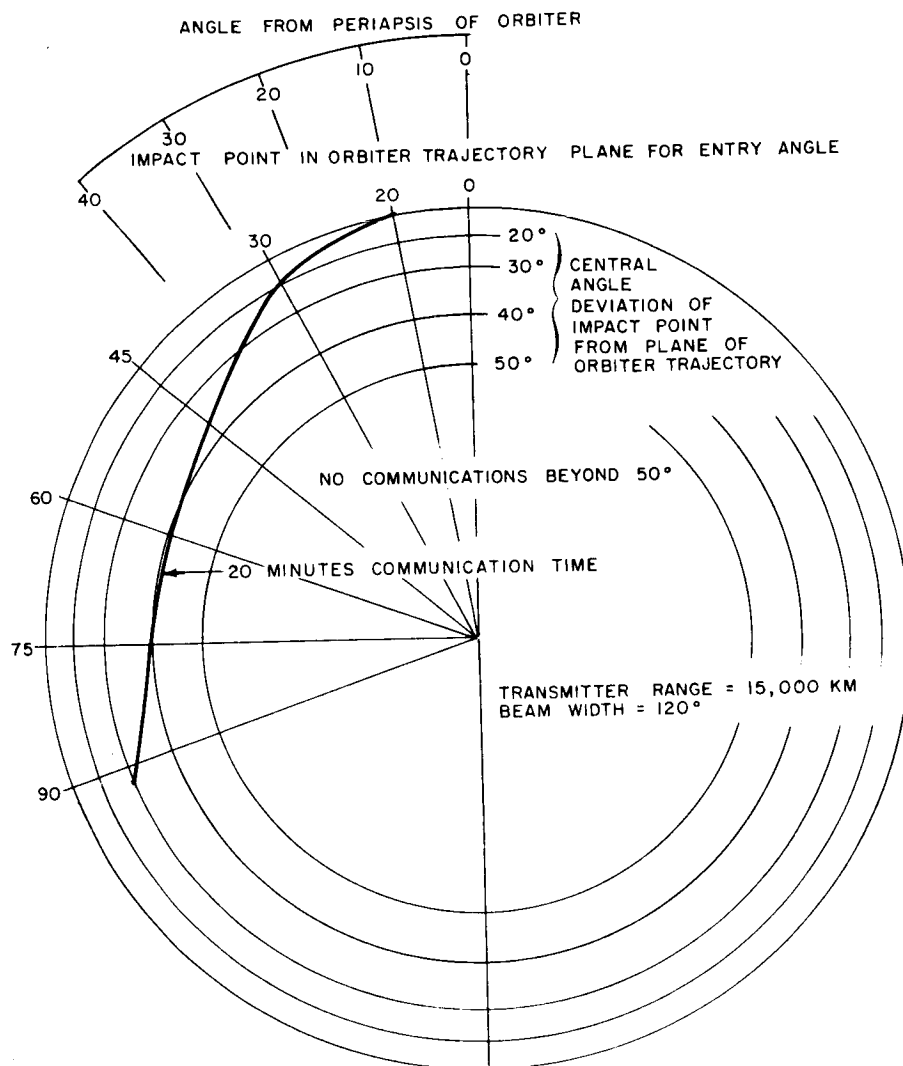 ANGLE FROM PERIAPSIS OF ORBITER
0
10
20
30
40
IMPACT POINT IN ORBITER TRAJECTORY PLANE FOR ENTRY ANGLE
0
20
30
45
60
75
90
20°
30°
40°
50°
CENTRAL
ANGLE
DEVIATION OF
IMPACT POINT
FROM PLANE OF
ORBITER TRAJECTORY
NO COMMUNICATIONS BEYOND 50°
20 MINUTES COMMUNICATION TIME
TRANSMITTER RANGE = 15,000 KM
BEAM WIDTH = 120°